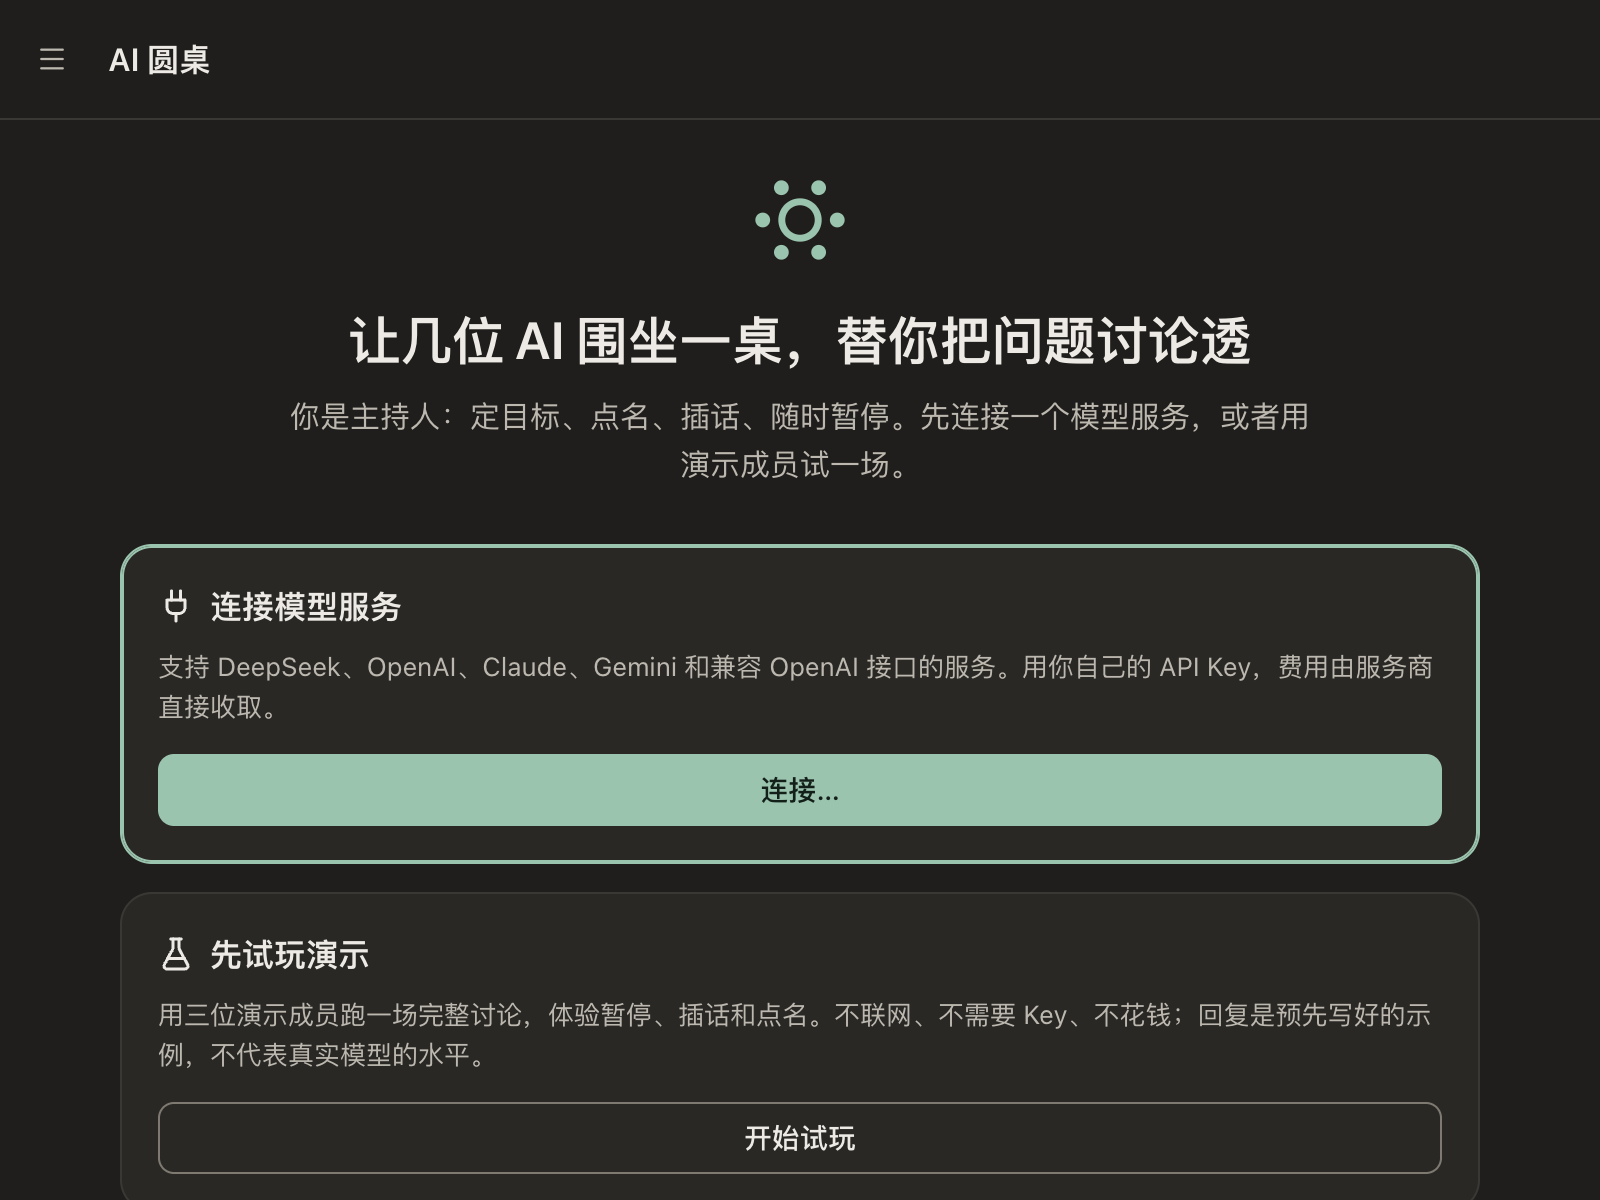 AI 圆桌
让几位 AI 围坐一桌，替你把问题讨论透
你是主持人：定目标、点名、插话、随时暂停。先连接一个模型服务，或者用
演示成员试一场。
连接模型服务
支持 DeepSeek、OpenAI、Claude、Gemini 和兼容 OpenAI 接口的服务。用你自己的 API Key，费用由服务商
直接收取。
连接...
先试玩演示
用三位演示成员跑一场完整讨论，体验暂停、插话和点名。不联网、不需要 Key、不花钱；回复是预先写好的示
例，不代表真实模型的水平。
开始试玩